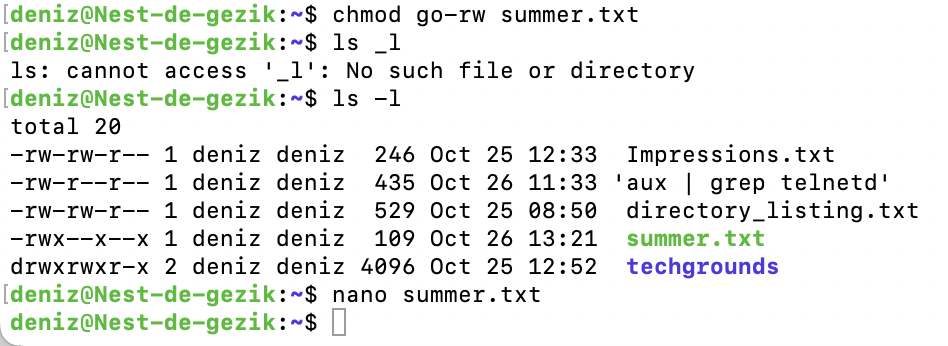 [deniz@Nest-de-gezik:~$ chmod go-rw summer.txt
[deniz@Nest-de-gezik:~$ ls _l
ls: cannot access '_l': No such file or directory
[deniz@Nest-de-gezik:~$ ls -l
total 20
-rw-rw-r-- 1 deniz deniz  246 Oct 25 12:33  Impressions.txt
-rw-r--r-- 1 deniz deniz  435 Oct 26 11:33 'aux | grep telnetd'
-rw-rw-r-- 1 deniz deniz  529 Oct 25 08:50  directory_listing.txt
-rwx--x--x 1 deniz deniz  109 Oct 26 13:21  summer.txt
drwxrwxr-x 2 deniz deniz 4096 Oct 25 12:52  techgrounds
[deniz@Nest-de-gezik:~$ nano summer.txt
deniz@Nest-de-gezik:~$